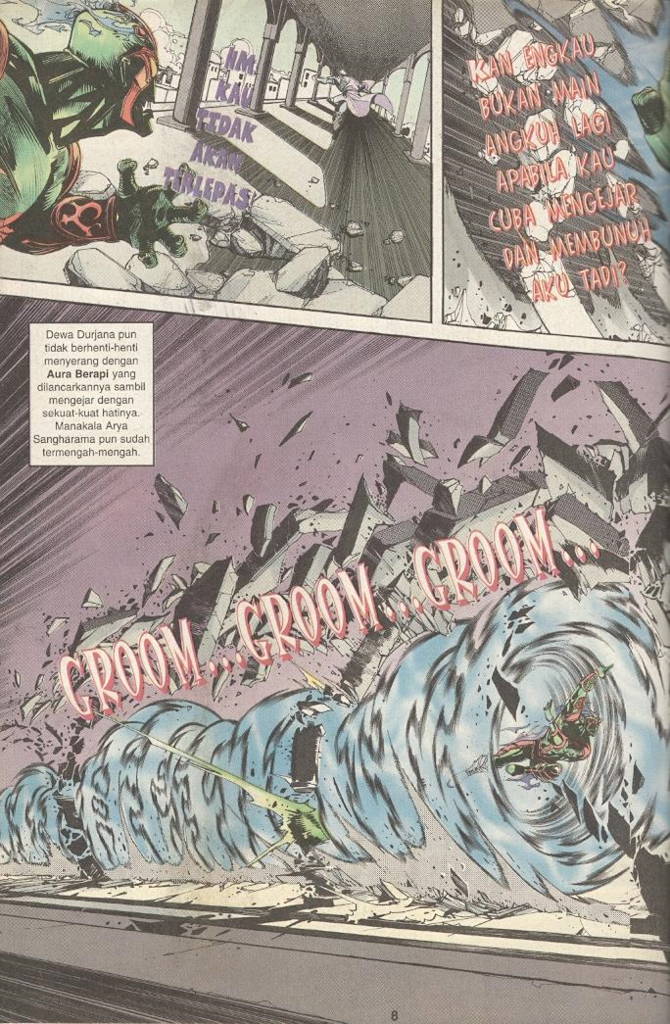 HM.
KAU
TIDAK
AKAN
TERLEPAS.
KAN ENGKAU
BUKAN MAIN
ANGKUH LAGI
APABILA KAU
CUBA MENGEJAR
DAN MEMBUNUH
AKU TADI?
Dewa Durjana pun
tidak berhenti-henti
menyerang dengan
Aura Berapi yang
dilancarkannya sambil
mengejar dengan
sekuat-kuat hatinya.
Manakala Arya
Sangharama pun sudah
termengah-mengah.
GROOM...GROOM...GROOM...
8